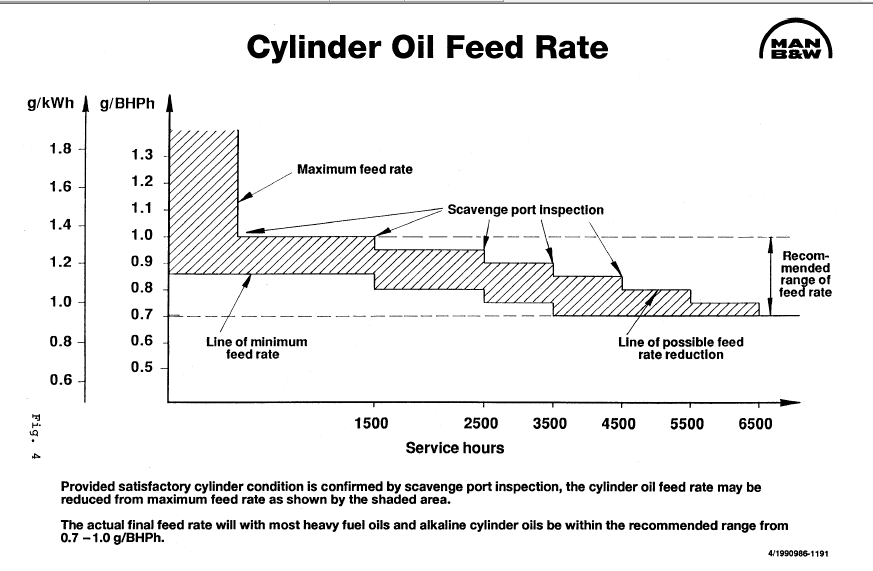 Cylinder Oil Feed Rate
MAN
B&W
g/kWh
g/BHPh
1.8
1.6
1.4
1.2
1.0
0.8
0.6
1.3
1.2
1.1
1.0
0.9
0.8
0.7
0.6
0.5
Maximum feed rate
Scavenge port inspection
Recom-
mended
range of
feed rate
Line of minimum
feed rate
Line of possible feed
rate reduction
1500
2500
3500
4500
5500
6500
Service hours
Fig. 4
Provided satisfactory cylinder condition is confirmed by scavenge port inspection, the cylinder oil feed rate may be
reduced from maximum feed rate as shown by the shaded area.
The actual final feed rate will with most heavy fuel oils and alkaline cylinder oils be within the recommended range from
0.7 – 1.0 g/BHPh.
4/1990986-1191